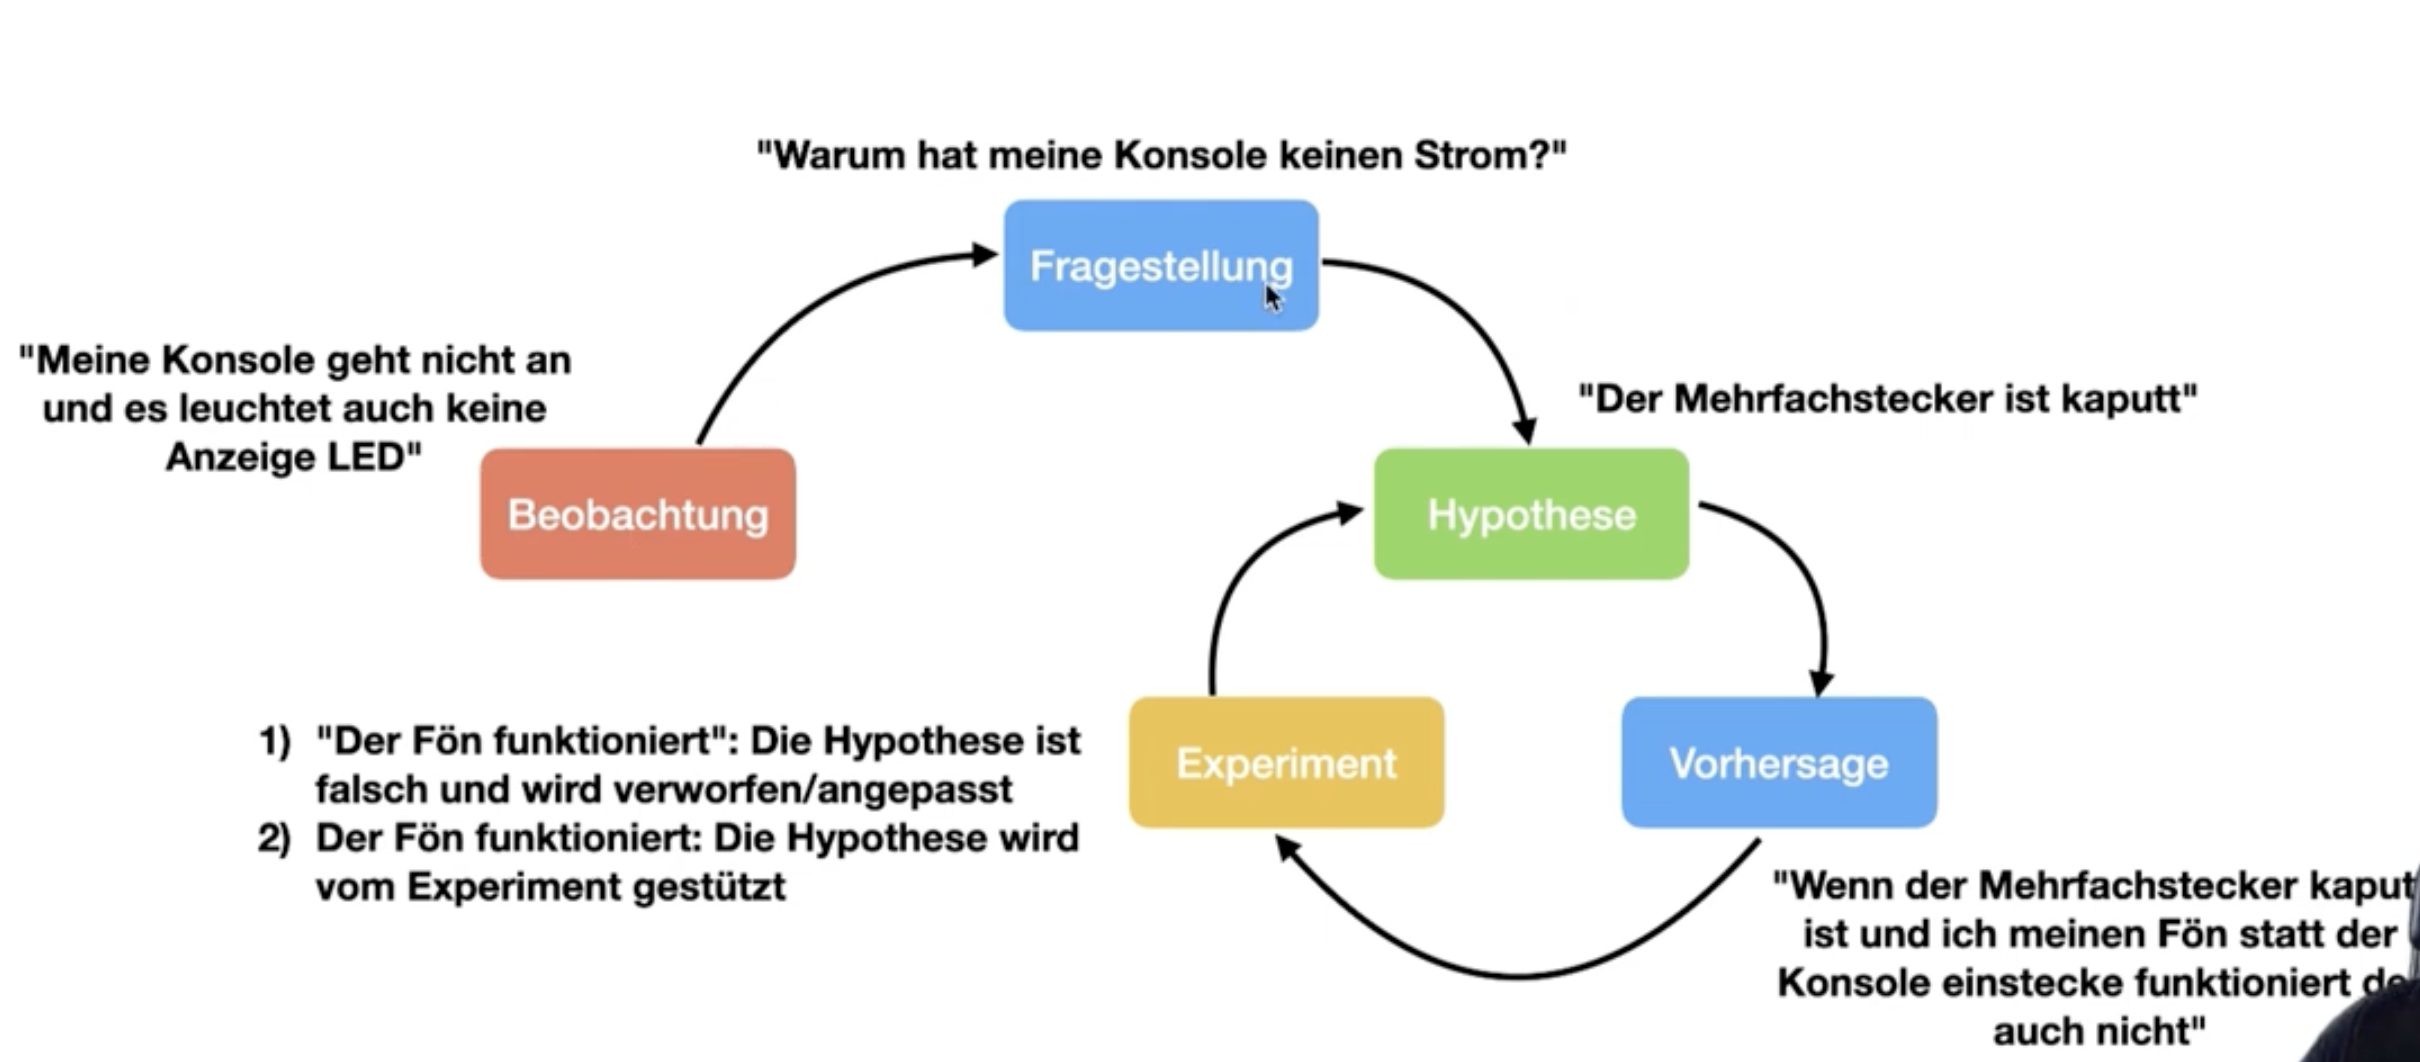 "Warum hat meine Konsole keinen Strom?"
Fragestellung
"Meine Konsole geht nicht an
und es leuchtet auch keine
Anzeige LED"
Beobachtung
"Der Mehrfachstecker ist kaputt"
Hypothese
1) "Der Fön funktioniert": Die Hypothese ist
falsch und wird verworfen/angepasst
2) Der Fön funktioniert: Die Hypothese wird
vom Experiment gestützt
Experiment
Vorhersage
"Wenn der Mehrfachstecker
ist und ich meinen Fön statt der
Konsole einstecke funktioniert
auch nicht"